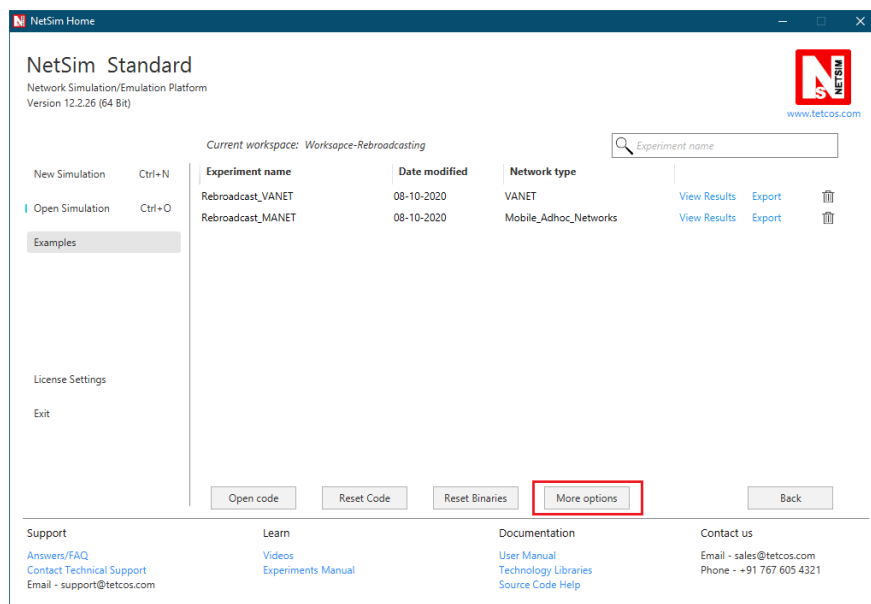 NetSim Home
NetSim Standard
Network Simulation/Emulation Platform
Version 12.2.26 (64 Bit)
NETSIM
N
S
www.tetcos.com
Current workspace: Worksapce-Rebroadcasting
Experiment name
New Simulation Ctrl+N
Open Simulation Ctrl+O
Examples
License Settings
Exit
Experiment name Date modified Network type
Rebroadcast_VANET 08-10-2020 VANET View Results Export
Rebroadcast_MANET 08-10-2020 Mobile_Adhoc_Networks View Results Export
Open code Reset Code Reset Binaries More options Back
Support
Answers/FAQ
Contact Technical Support
Email - support@tetcos.com
Learn
Videos
Experiments Manual
Documentation
User Manual
Technology Libraries
Source Code Help
Contact us
Email - sales@tetcos.com
Phone - +91 767 605 4321